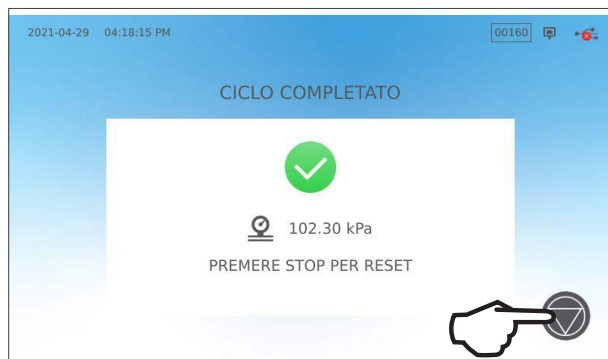 2021-04-29 04:18:15 PM 00160
CICLO COMPLETATO
102.30 kPa
PREMERE STOP PER RESET